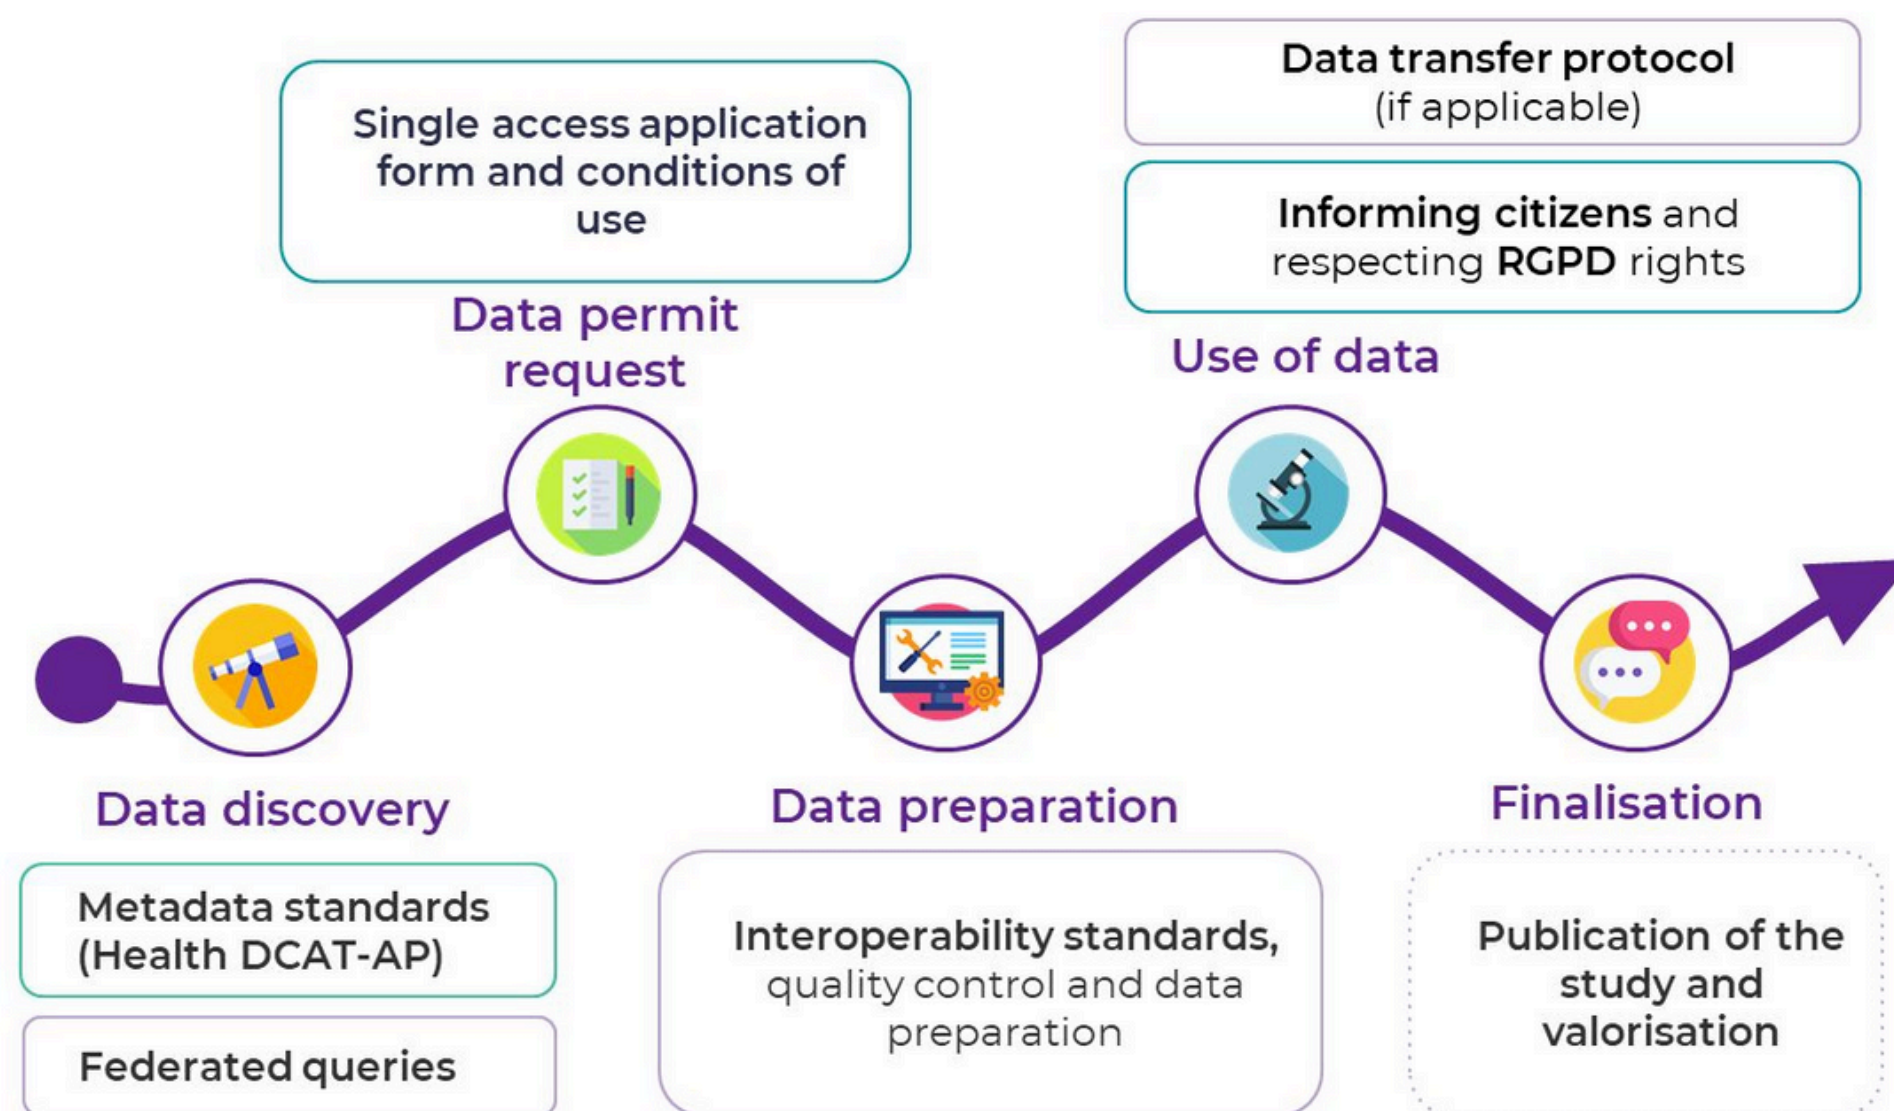 Single access application
form and conditions of
use
Data permit
request
Data transfer protocol
(if applicable)
Informing citizens and
respecting RGPD rights
Use of data
Data discovery
Metadata standards
(Health DCAT-AP)
Federated queries
Data preparation
Interoperability standards,
quality control and data
preparation
Finalisation
Publication of the
study and
valorisation